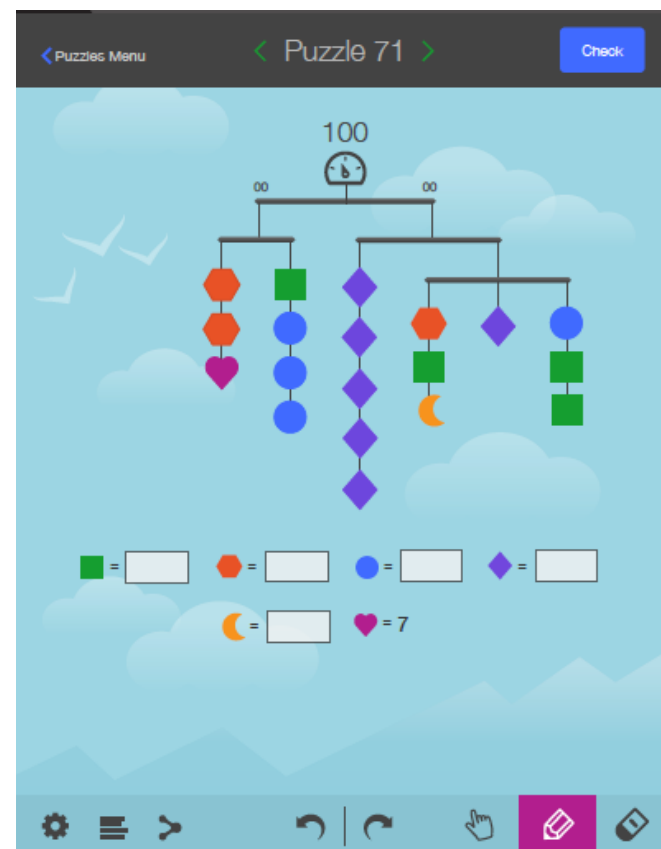 Puzzles Menu
Puzzle 71
Check
100
00 00
=
=
=
=
=
= 7